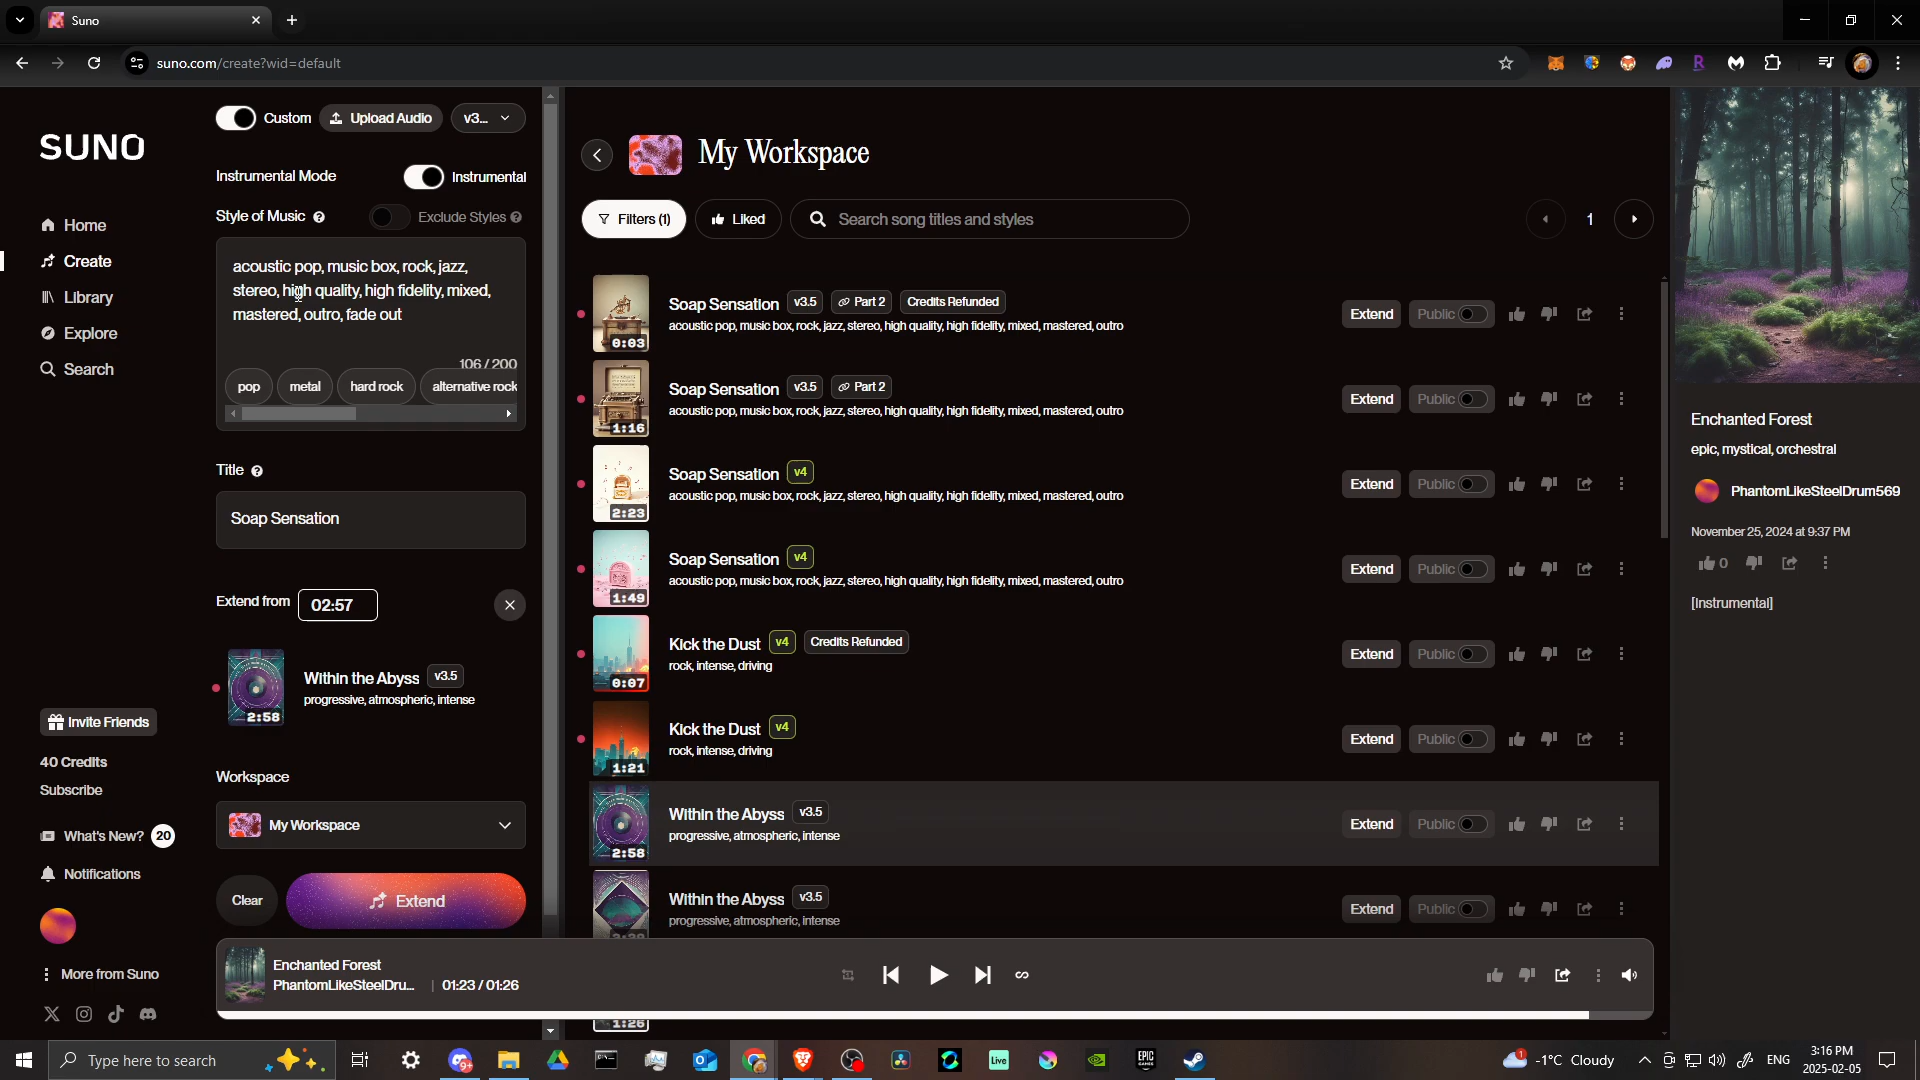 Suno
suno.com/create?wid=default
SUNO
Home
Create
Library
Explore
Search
Invite Friends
40 Credits
Subscribe
What's New? 20
Notifications
More from Suno
Custom
Upload Audio
v3...
Instrumental Mode
Instrumental
Style of Music
Exclude Styles
acoustic pop, music box, rock, jazz,
stereo, high quality, high fidelity, mixed,
mastered, outro, fade out
106 / 200
pop
metal
hard rock
alternative rock
Title
Soap Sensation
Extend from 02:57
Within the Abyss v3.5
progressive, atmospheric, intense
2:58
Workspace
My Workspace
Clear
Extend
My Workspace
Filters (1)
Liked
Search song titles and styles
1
Soap Sensation v3.5 Part 2 Credits Refunded
acoustic pop, music box, rock, jazz, stereo, high quality, high fidelity, mixed, mastered, outro
0:03
Extend Public
Soap Sensation v3.5 Part 2
acoustic pop, music box, rock, jazz, stereo, high quality, high fidelity, mixed, mastered, outro
1:16
Extend Public
Soap Sensation v4
acoustic pop, music box, rock, jazz, stereo, high quality, high fidelity, mixed, mastered, outro
2:23
Extend Public
Soap Sensation v4
acoustic pop, music box, rock, jazz, stereo, high quality, high fidelity, mixed, mastered, outro
1:49
Extend Public
Kick the Dust v4 Credits Refunded
rock, intense, driving
0:07
Extend Public
Kick the Dust v4
rock, intense, driving
1:21
Extend Public
Within the Abyss v3.5
progressive, atmospheric, intense
2:58
Extend Public
Within the Abyss v3.5
progressive, atmospheric, intense
Extend Public
1:26
Enchanted Forest
epic, mystical, orchestral
PhantomLikeSteelDrum569
November 25, 2024 at 9:37 PM
0
[Instrumental]
Enchanted Forest
PhantomLikeSteelDru... 01:23 / 01:26
Type here to search
9+
Live
EPIC
GAMES
1
-1°C Cloudy
ENG
3:16 PM
2025-02-05